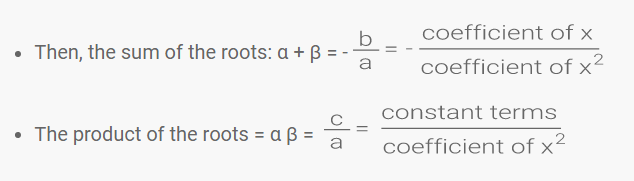 • Then, the sum of the roots: α + β = - b/a = - coefficient of x/coefficient of x²
• The product of the roots = α β = c/a = constant terms/coefficient of x²